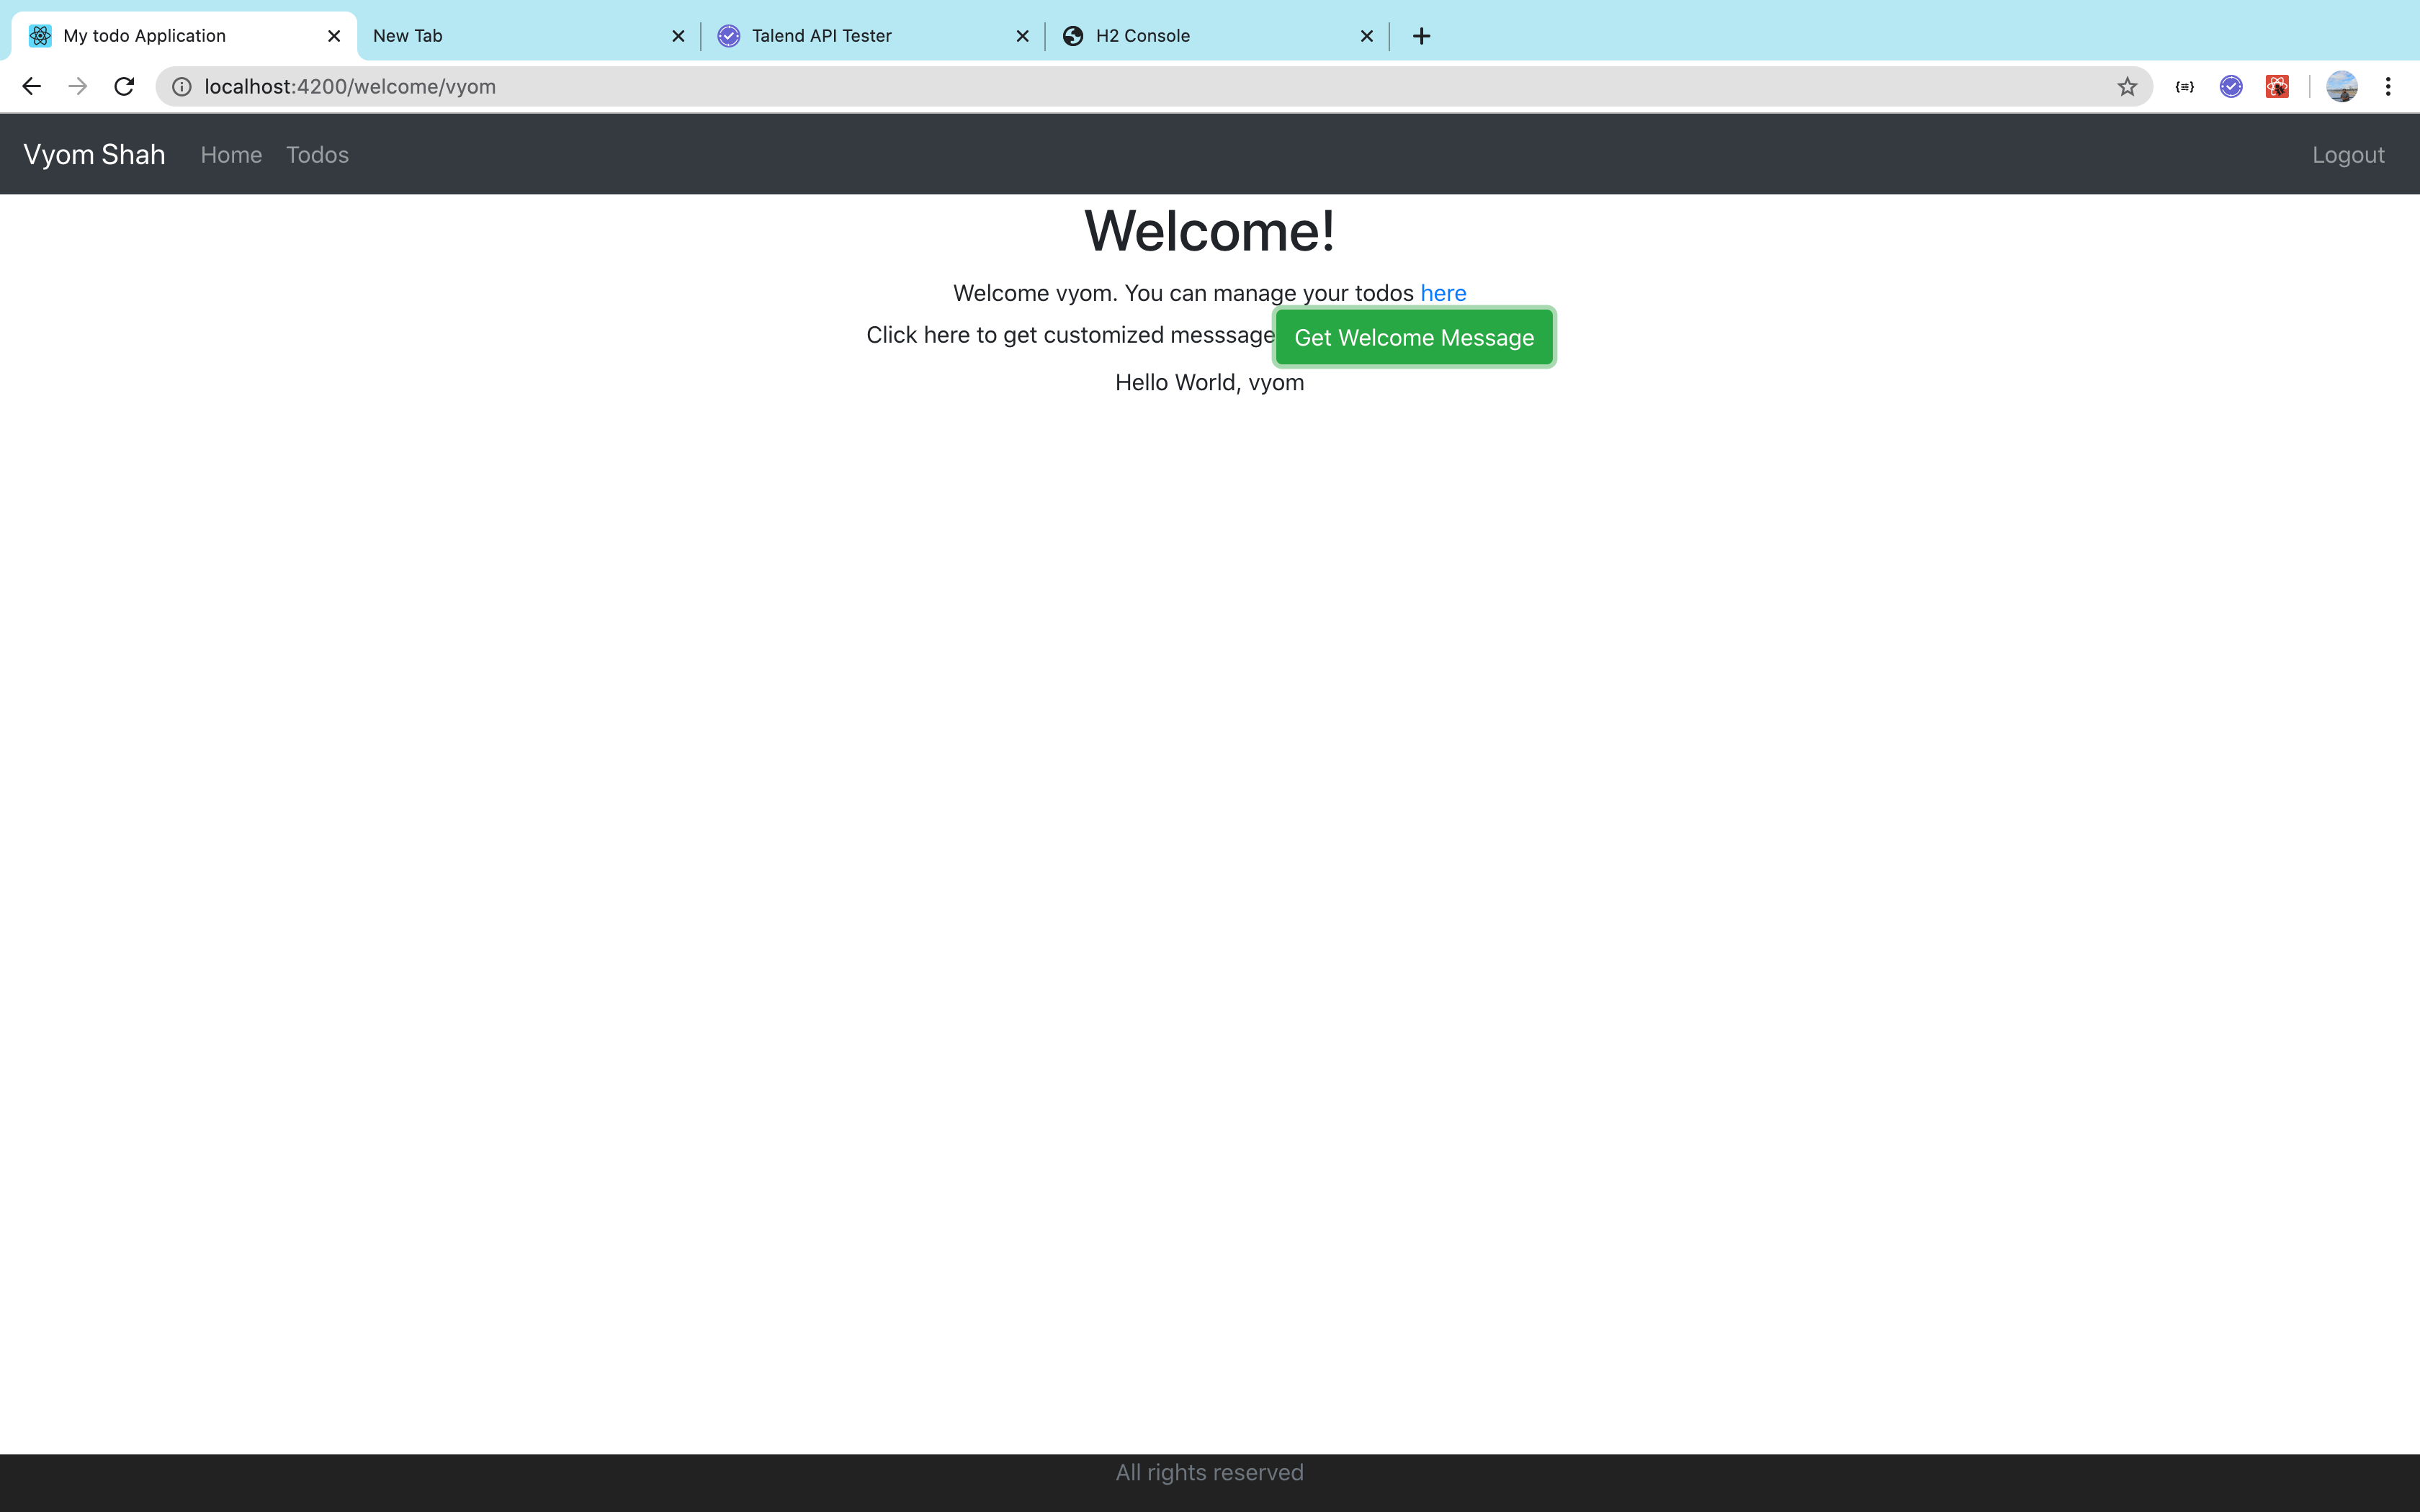 My todo Application
New Tab
Talend API Tester
H2 Console
localhost:4200/welcome/vyom
Vyom Shah Home Todos Logout
Welcome!
Welcome vyom. You can manage your todos here
Click here to get customized messsage Get Welcome Message
Hello World, vyom
All rights reserved